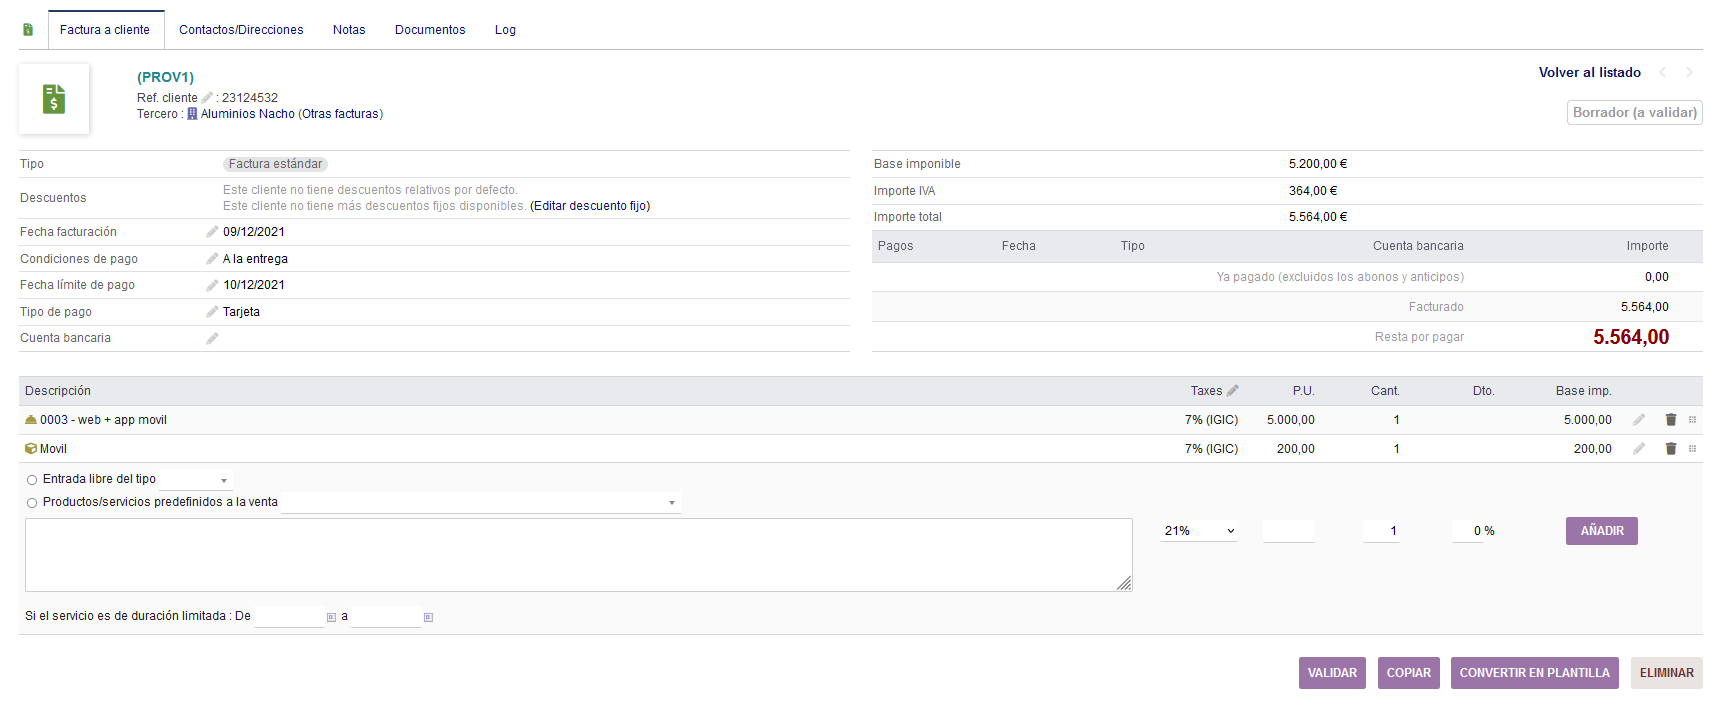 Factura a cliente Contactos/Direcciones Notas Documentos Log
(PROV1)
Volver al listado
Ref. cliente : 23124532
Tercero : Aluminios Nacho (Otras facturas)
Borrador (a validar)
Tipo Factura estándar
Descuentos Este cliente no tiene descuentos relativos por defecto.
Este cliente no tiene más descuentos fijos disponibles. (Editar descuento fijo)
Fecha facturación 09/12/2021
Condiciones de pago A la entrega
Fecha límite de pago 10/12/2021
Tipo de pago Tarjeta
Cuenta bancaria
Base imponible 5.200,00 €
Importe IVA 364,00 €
Importe total 5.564,00 €
Pagos Fecha Tipo Cuenta bancaria Importe
Ya pagado (excluidos los abonos y anticipos) 0,00
Facturado 5.564,00
Resta por pagar 5.564,00
Descripción Taxes P.U. Cant. Dto. Base imp.
0003 - web + app movil 7% (IGIC) 5.000,00 1 5.000,00
Movil 7% (IGIC) 200,00 1 200,00
Entrada libre del tipo
Productos/servicios predefinidos a la venta
21% 1 0 % AÑADIR
Si el servicio es de duración limitada : De a
VALIDAR COPIAR CONVERTIR EN PLANTILLA ELIMINAR